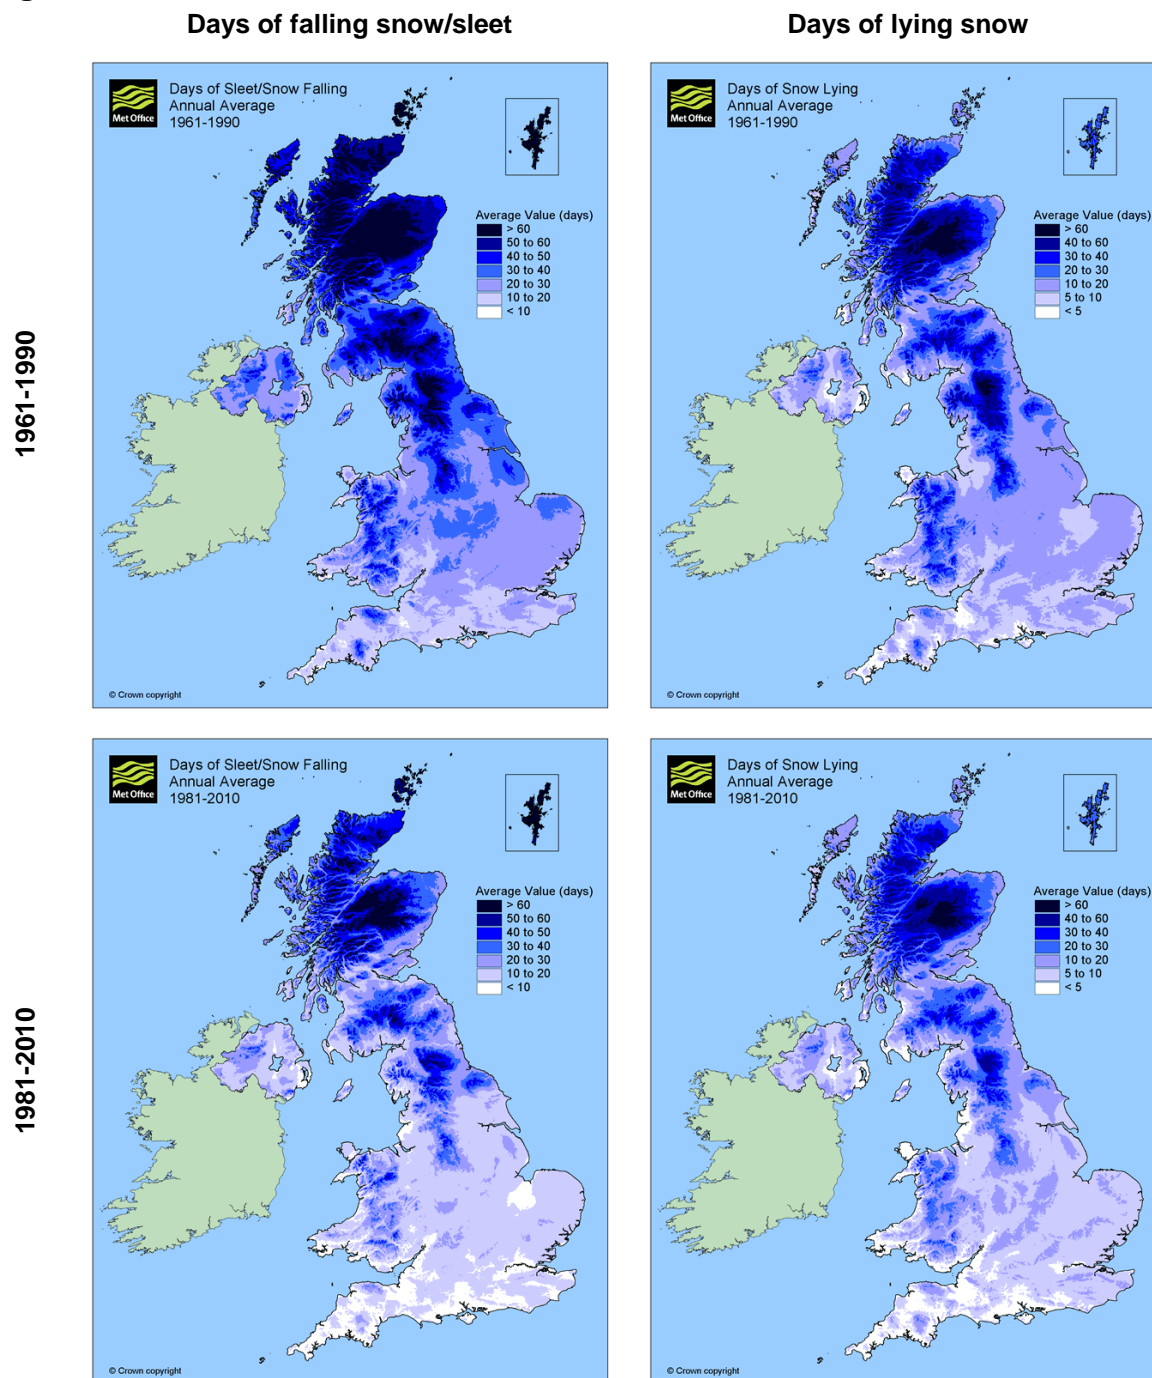 Days of falling snow/sleet
Days of lying snow
1961-1990
Met Office
Days of Sleet/Snow Falling
Annual Average
1961-1990
Average Value (days)
> 60
50 to 60
40 to 50
30 to 40
20 to 30
10 to 20
< 10
© Crown copyright
Met Office
Days of Snow Lying
Annual Average
1961-1990
Average Value (days)
> 60
40 to 60
30 to 40
20 to 30
10 to 20
5 to 10
< 5
© Crown copyright
1981-2010
Met Office
Days of Sleet/Snow Falling
Annual Average
1981-2010
Average Value (days)
> 60
50 to 60
40 to 50
30 to 40
20 to 30
10 to 20
< 10
© Crown copyright
Met Office
Days of Snow Lying
Annual Average
1981-2010
Average Value (days)
> 60
40 to 60
30 to 40
20 to 30
10 to 20
5 to 10
< 5
© Crown copyright